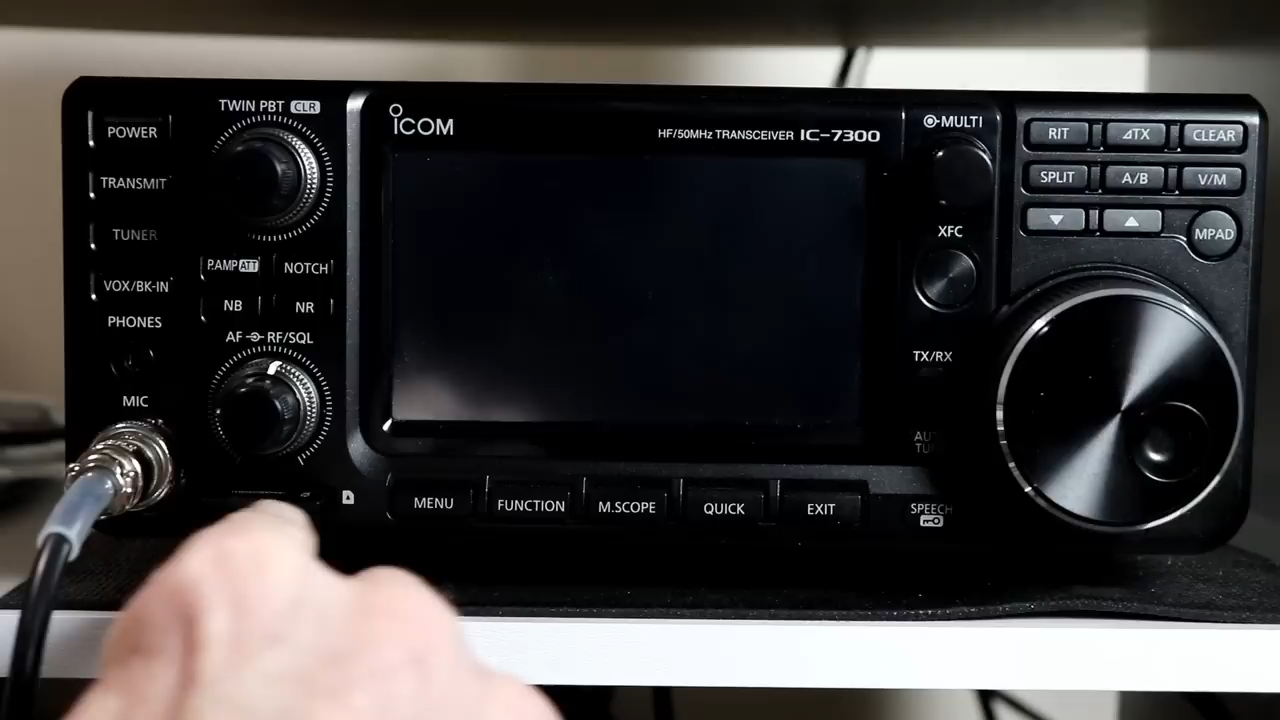 POWER
TRANSMIT
TUNER
VOX/BK-IN
PHONES
MIC
TWIN PBT CLR
P.AMP ATT
NOTCH
NB
NR
AF RF/SQL
ICOM
HF/50MHz TRANSCEIVER IC-7300
MENU
FUNCTION
M.SCOPE
QUICK
EXIT
MULTI
XFC
TX/RX
AUTO
TUNE
SPEECH
RIT
⊿TX
CLEAR
SPLIT
A/B
V/M
MPAD